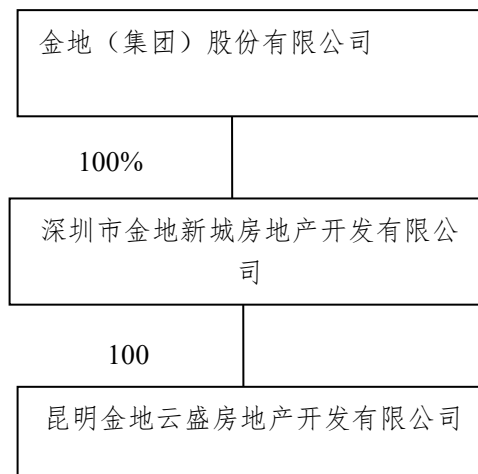 金地（集团）股份有限公司
100%
深圳市金地新城房地产开发有限公
司
100
昆明金地云盛房地产开发有限公司